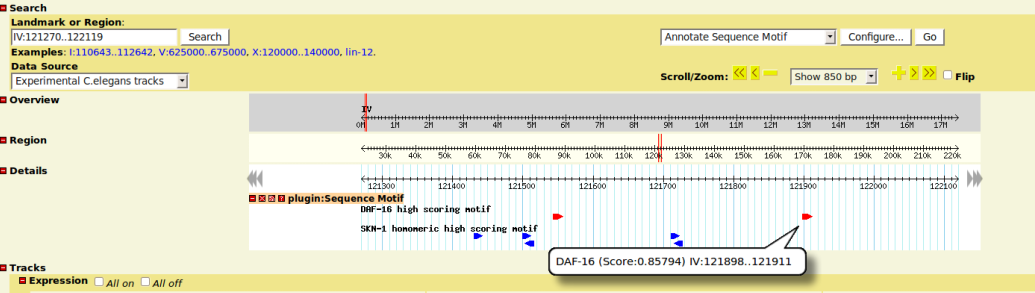 Search
Landmark or Region:
IV:121270..122119 Search Annotate Sequence Motif Configure... Go
Examples: I:110643..112642, V:625000..675000, X:120000..140000, lin-12.
Data Source
Experimental C.elegans tracks Scroll/Zoom: Show 850 bp Flip
Overview
IV
0M 1M 2M 3M 4M 5M 6M 7M 8M 9M 10M 11M 12M 13M 14M 15M 16M 17M
Region
30k 40k 50k 60k 70k 80k 90k 100k 110k 120k 130k 140k 150k 160k 170k 180k 190k 200k 210k 220k
Details
121300 121400 121500 121600 121700 121800 121900 122000 122100
plugin:Sequence Motif
DAF-16 high scoring motif
SKN-1 homomeric high scoring motif
DAF-16 (Score:0.85794) IV:121898..121911
Tracks
Expression All on All off